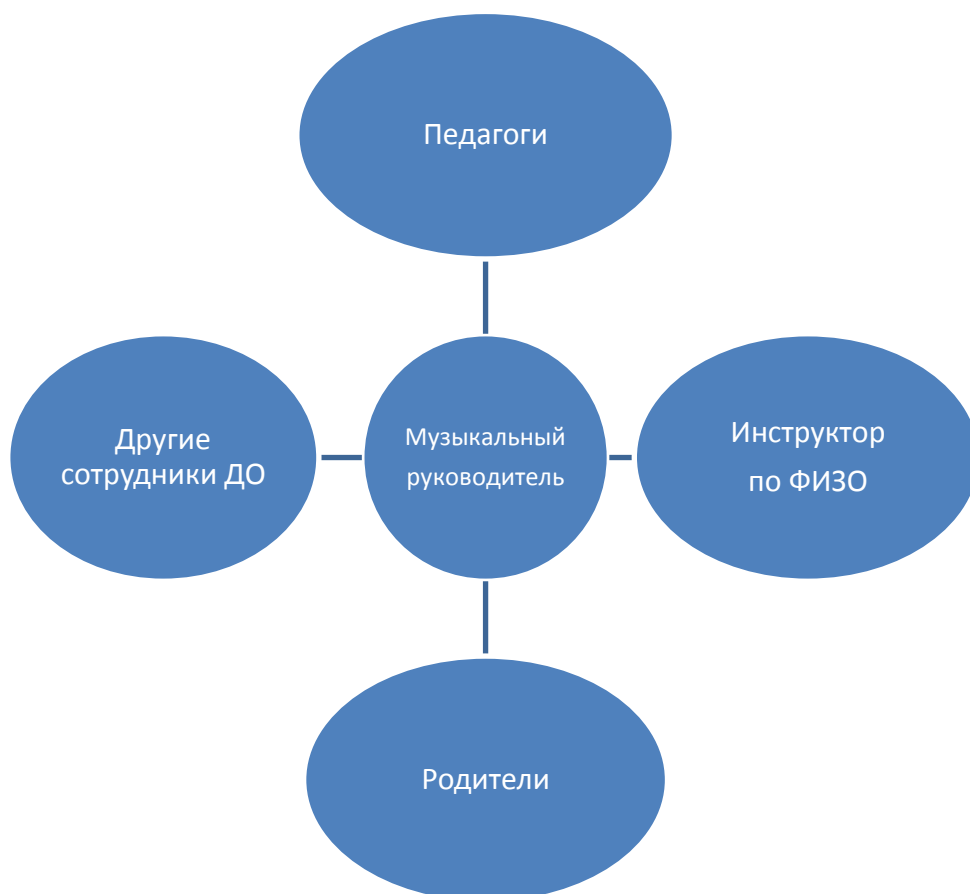 Педагоги
Другие
сотрудники ДО
Музыкальный
руководитель
Инструктор
по ФИЗО
Родители